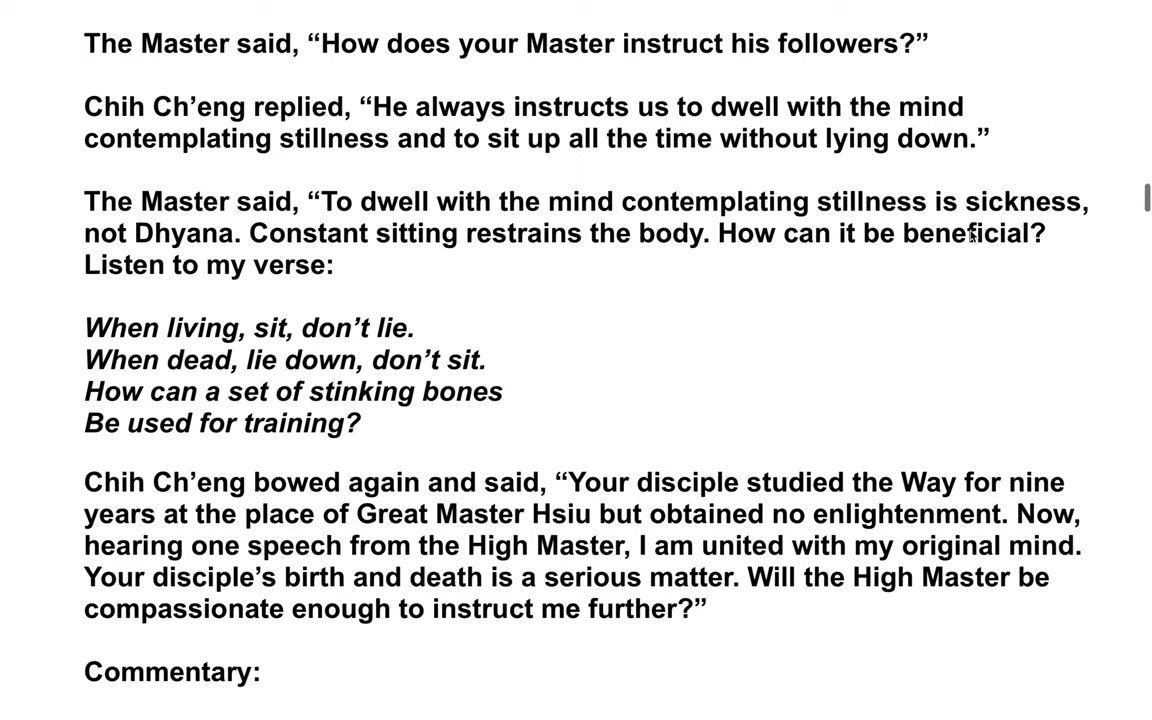 The Master said, “How does your Master instruct his followers?”
Chih Ch’eng replied, “He always instructs us to dwell with the mind
contemplating stillness and to sit up all the time without lying down.”
The Master said, “To dwell with the mind contemplating stillness is sickness,
not Dhyana. Constant sitting restrains the body. How can it be beneficial?
Listen to my verse:
When living, sit, don’t lie.
When dead, lie down, don’t sit.
How can a set of stinking bones
Be used for training?
Chih Ch’eng bowed again and said, “Your disciple studied the Way for nine
years at the place of Great Master Hsiu but obtained no enlightenment. Now,
hearing one speech from the High Master, I am united with my original mind.
Your disciple’s birth and death is a serious matter. Will the High Master be
compassionate enough to instruct me further?”
Commentary: